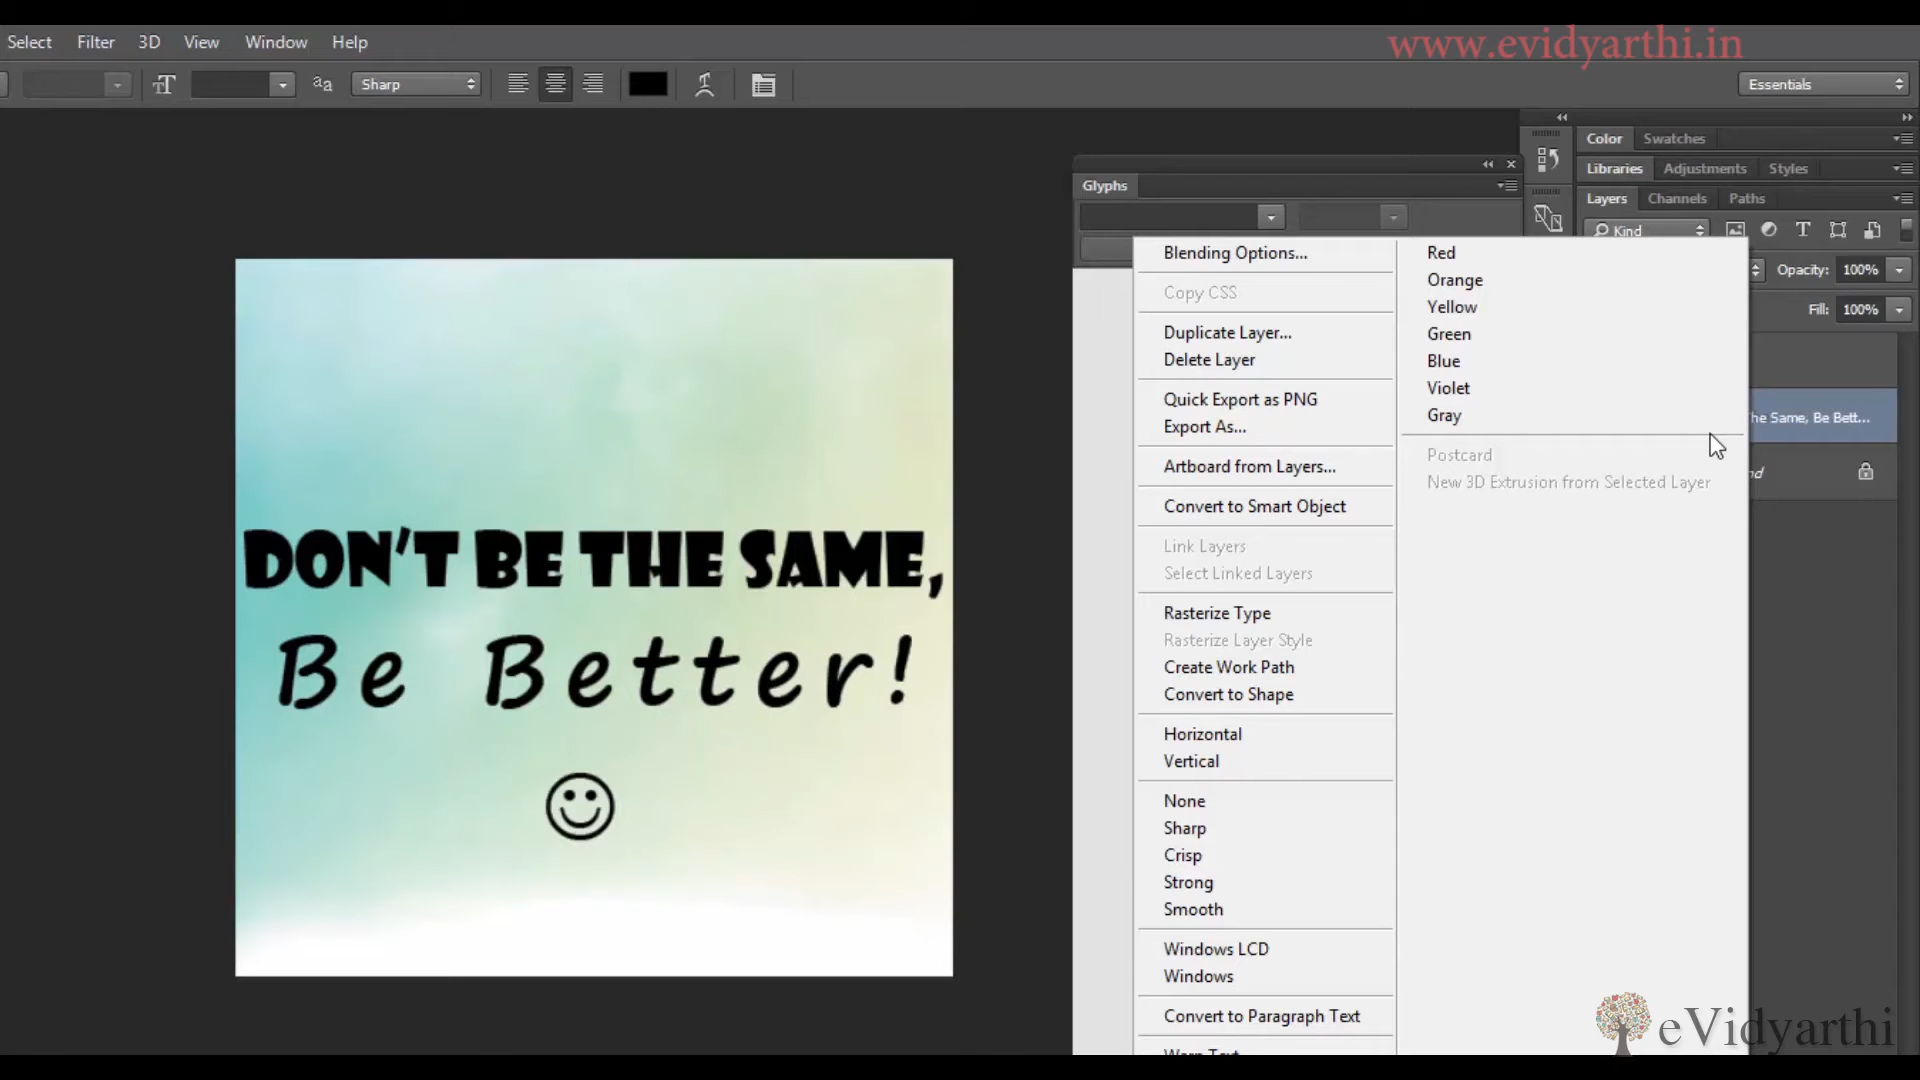 www.evidyarthi.in
Select Filter 3D View Window Help
Sharp
Essentials
Color Swatches
Libraries Adjustments Styles
Layers Channels Paths
Kind
Opacity: 100%
Fill: 100%
he Same, Be Bett...
nd
Glyphs
Blending Options...
Copy CSS
Duplicate Layer...
Delete Layer
Quick Export as PNG
Export As...
Artboard from Layers...
Convert to Smart Object
Link Layers
Select Linked Layers
Rasterize Type
Rasterize Layer Style
Create Work Path
Convert to Shape
Horizontal
Vertical
None
Sharp
Crisp
Strong
Smooth
Windows LCD
Windows
Convert to Paragraph Text
Warp Text...
Red
Orange
Yellow
Green
Blue
Violet
Gray
Postcard
New 3D Extrusion from Selected Layer
DON'T BE THE SAME,
Be Better!
eVidyarthi